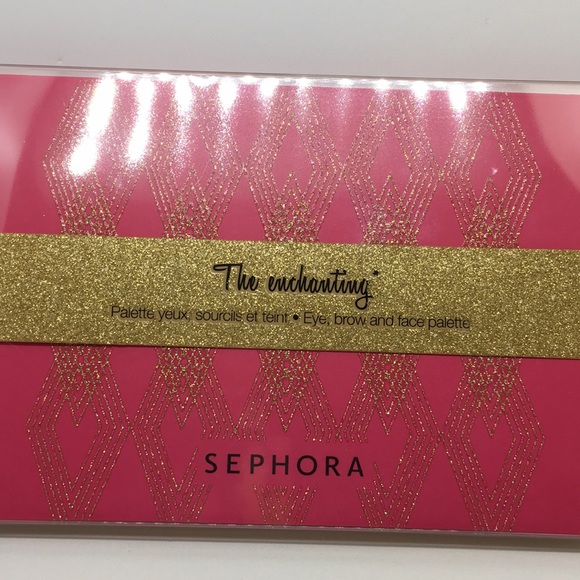 The enchanting*
Palette yeux, sourcils et teint • Eye, brow and face palette
SEPHORA